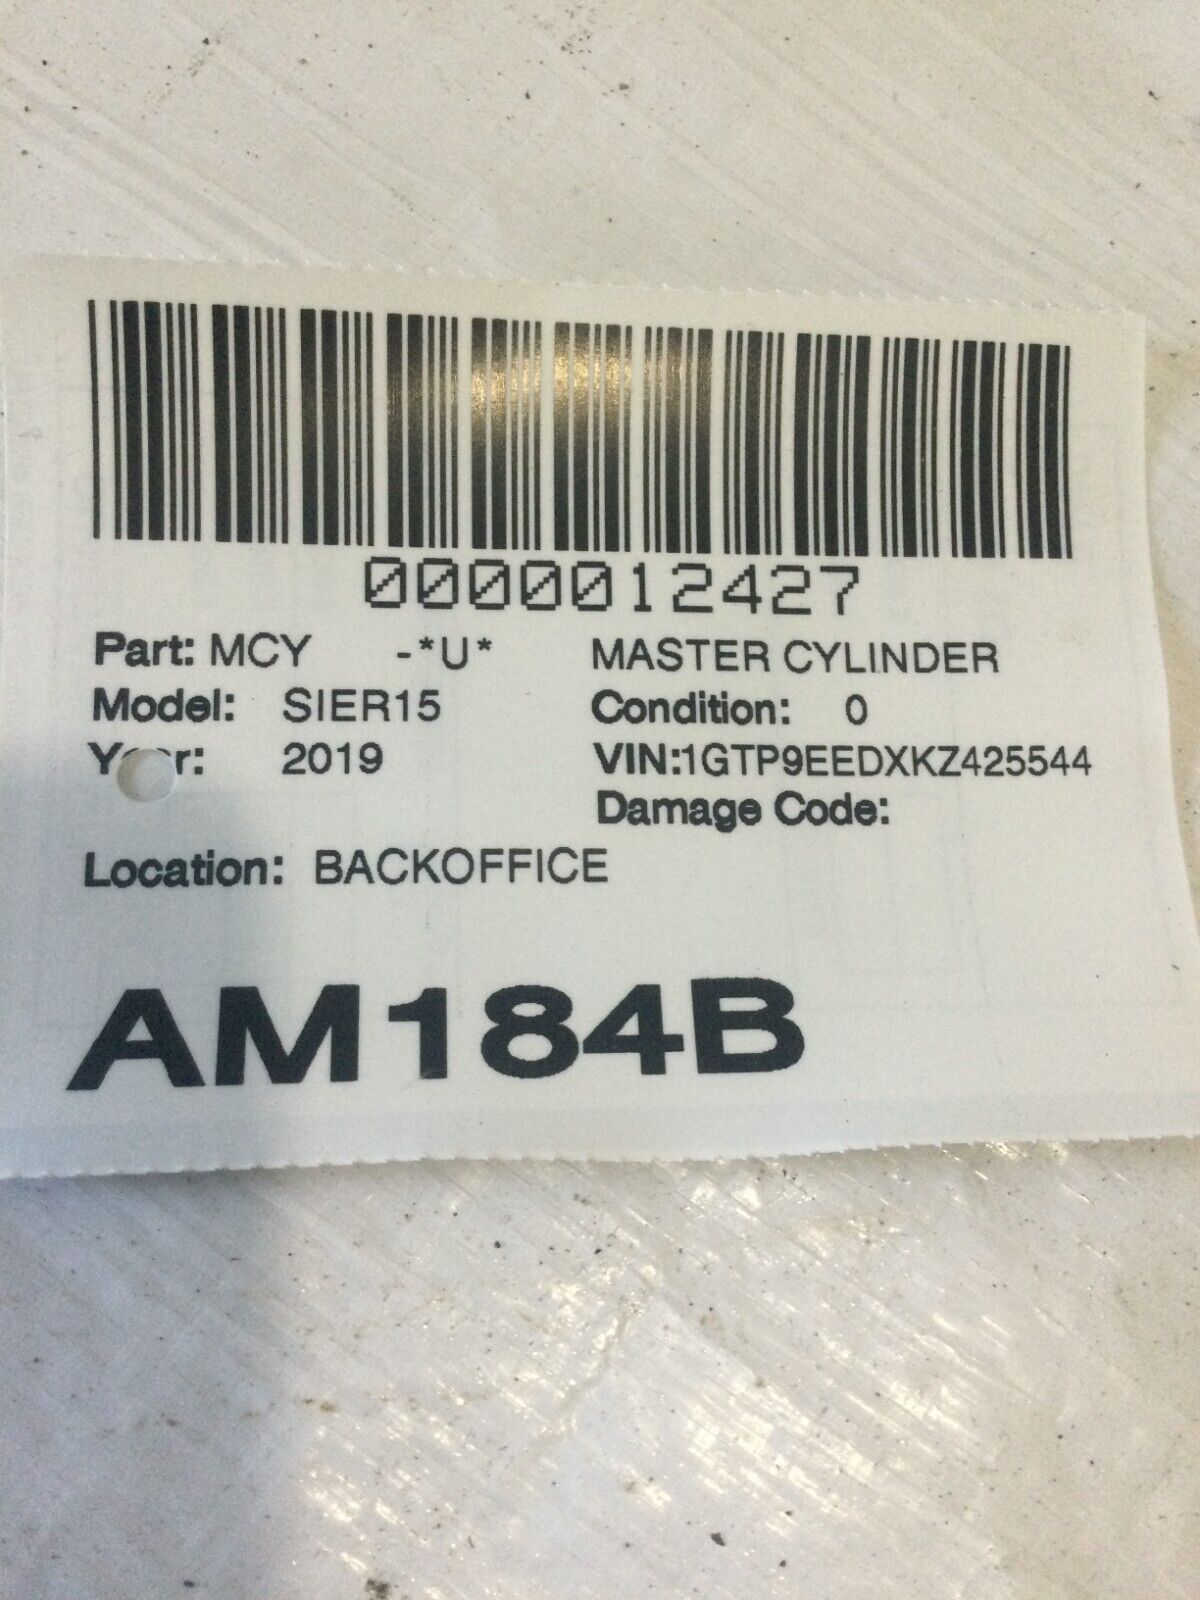 0000012427
Part: MCY -*U* MASTER CYLINDER
Model: SIER15 Condition: 0
Year: 2019 VIN:1GTP9EEDXKZ425544
Damage Code:
Location: BACKOFFICE
AM184B